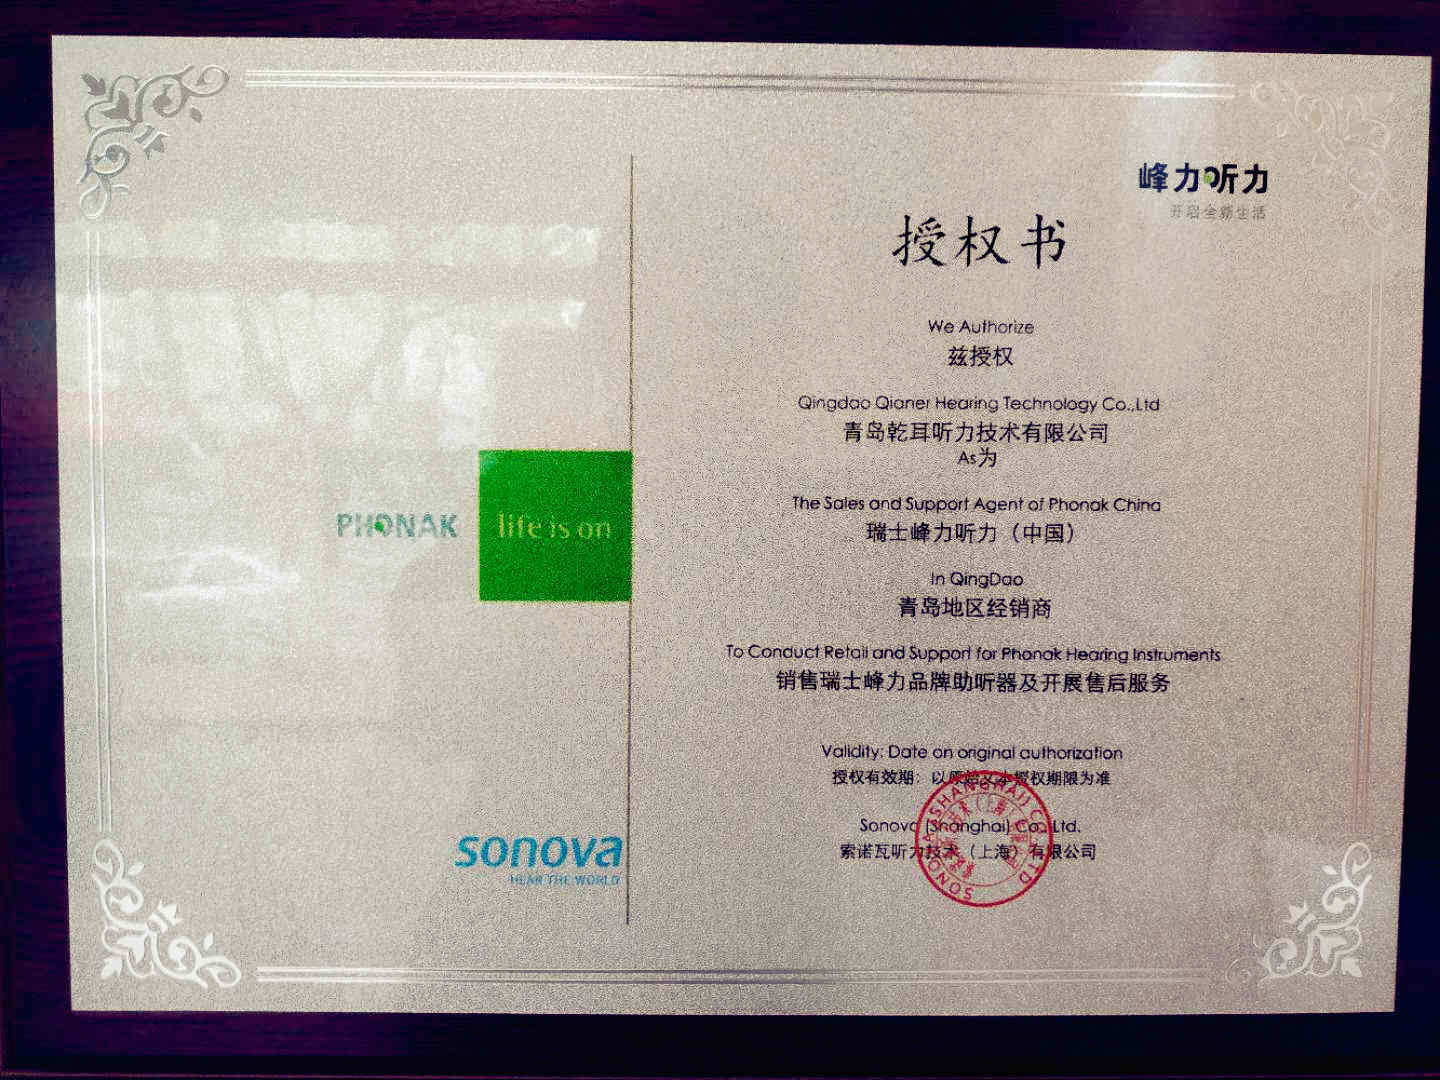 峰力听力
开启全新生活
授权书
We Authorize
兹授权
Qingdao Qianer Hearing Technology Co.,Ltd
青岛乾耳听力技术有限公司
As为
The Sales and Support Agent of Phonak China
瑞士峰力听力（中国）
In QingDao
青岛地区经销商
To Conduct Retail and Support for Phonak Hearing Instruments
销售瑞士峰力品牌助听器及开展售后服务
Validity: Date on original authorization
授权有效期：以原始文本授权期限为准
Sonova (Shanghai) Co., Ltd.
索诺瓦听力技术（上海）有限公司
PHONAK
life is on
sonova
HEAR THE WORLD